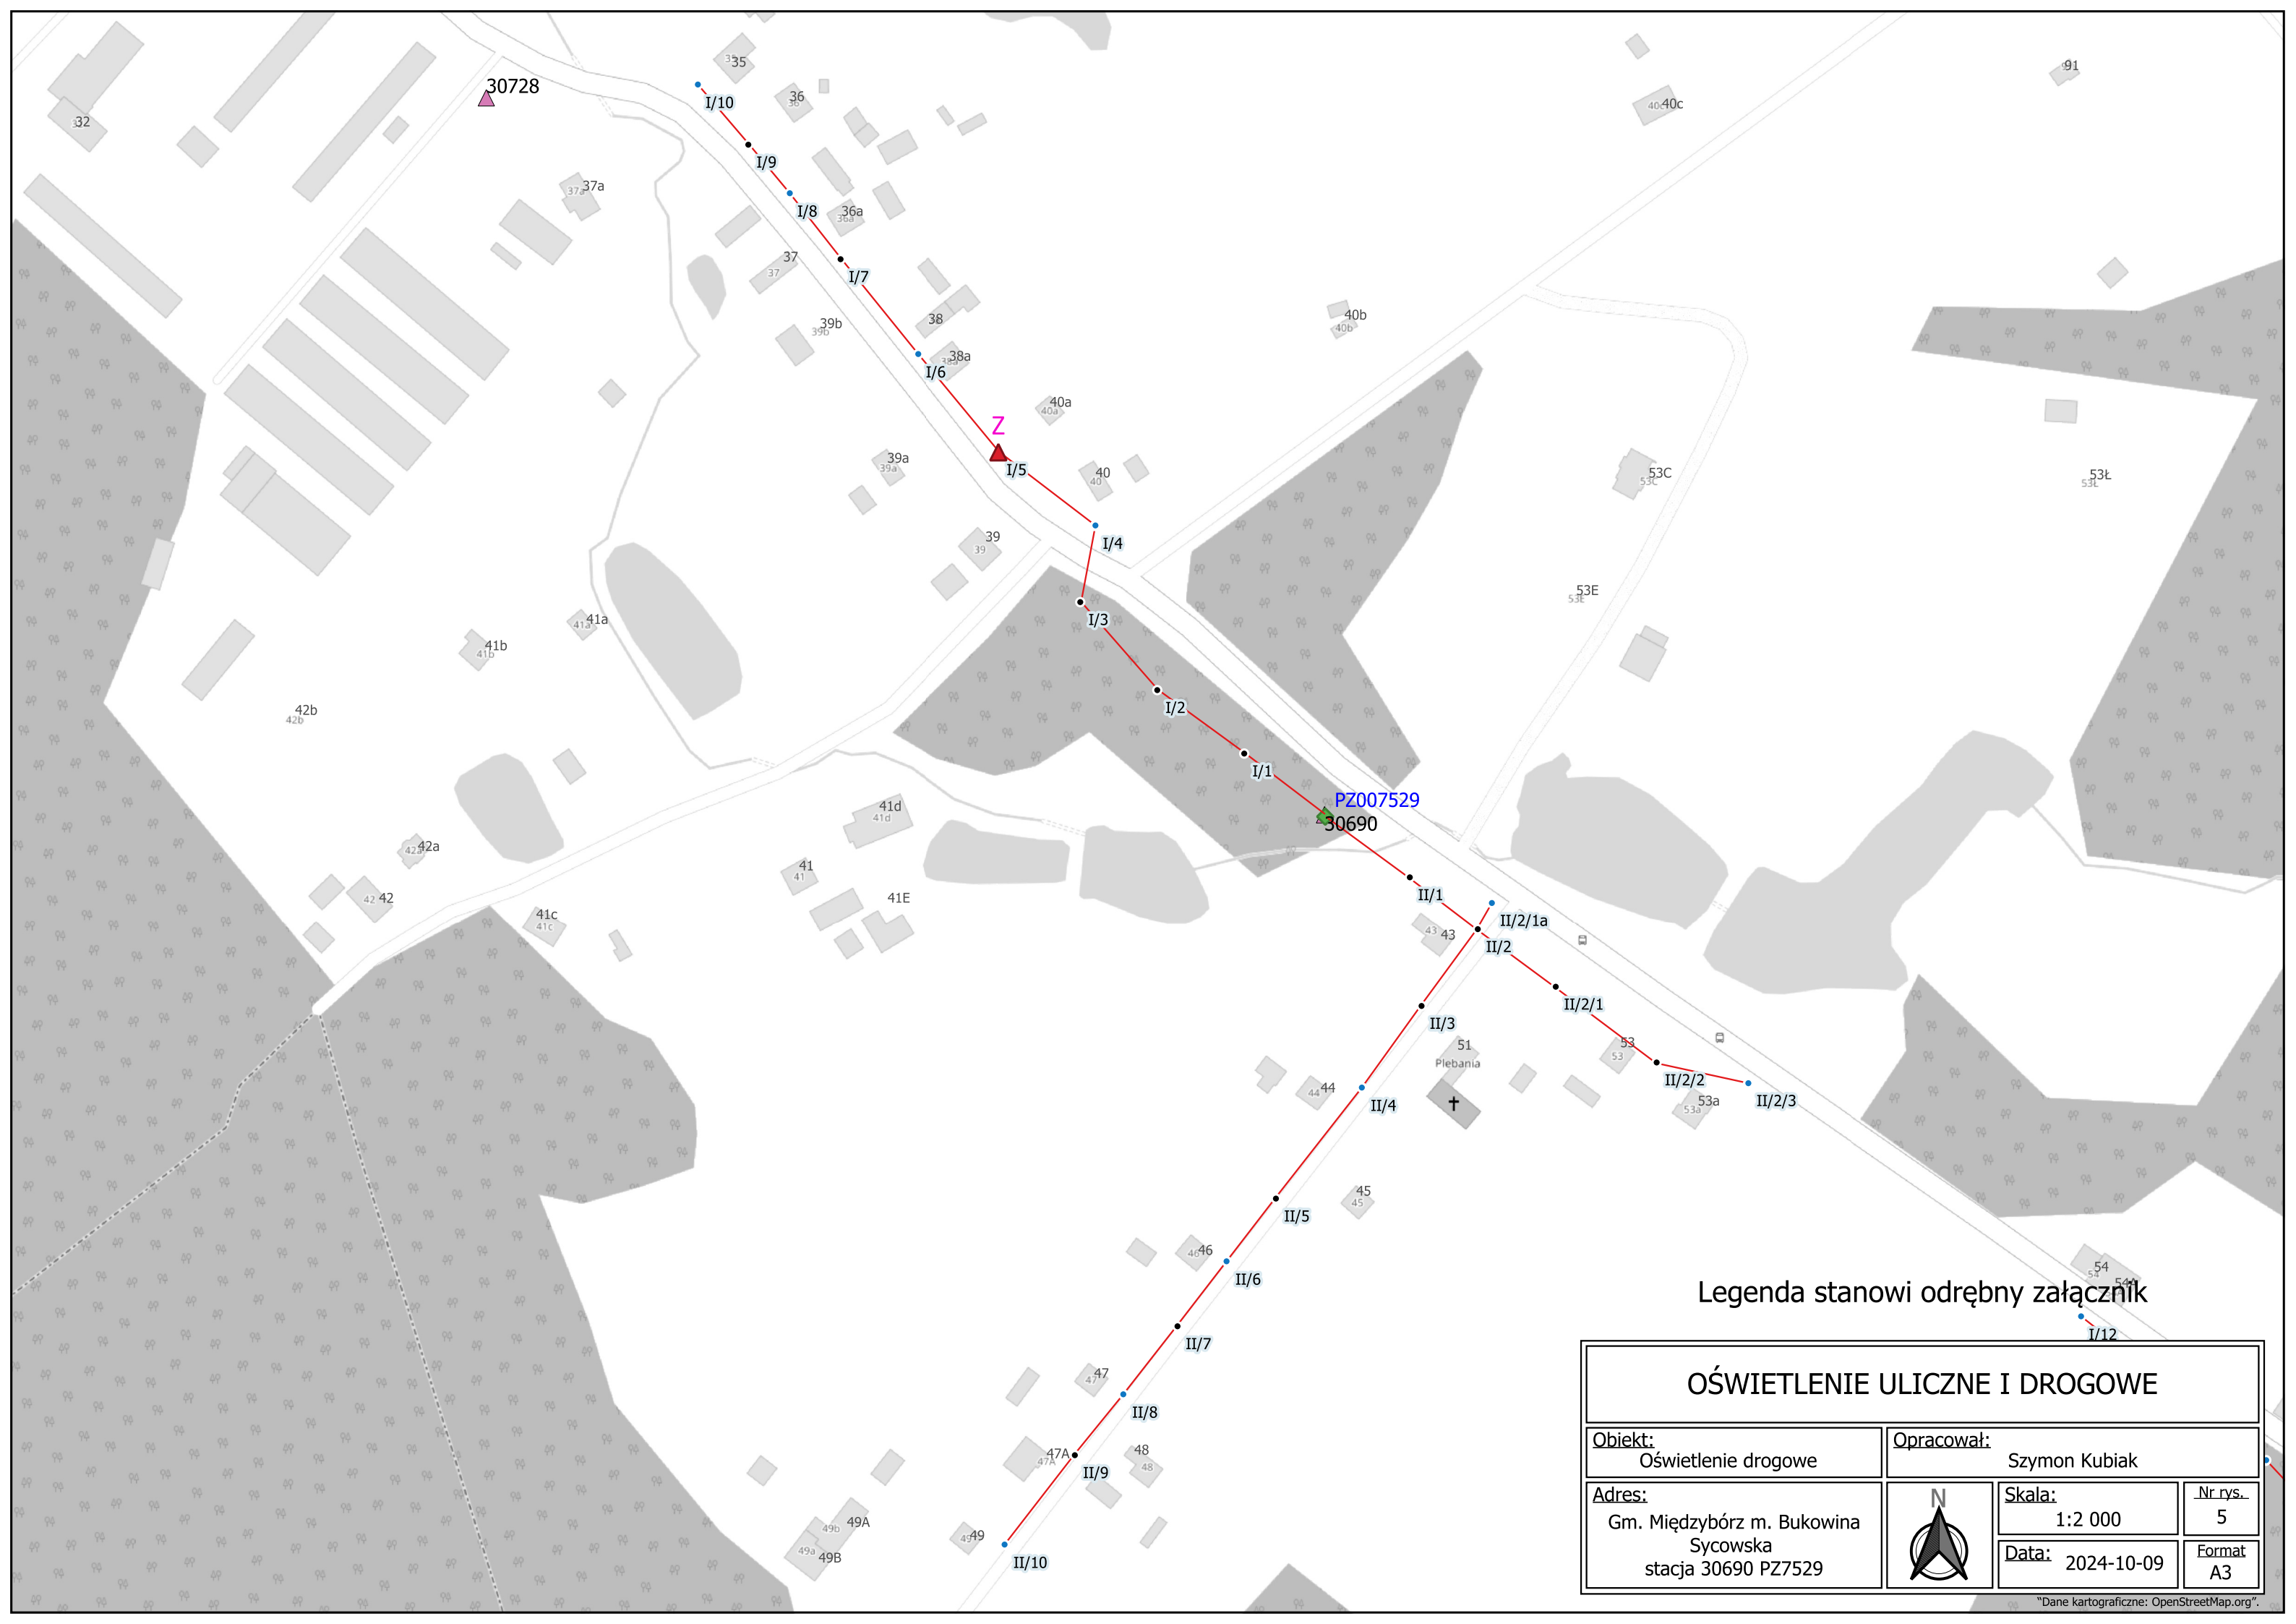 35
30728
36
91
I/10
40c
32
I/9
37a
I/8
36a
37
I/7
39b
38
40b
38a
I/6
40a
Z
39a
I/5
40
53C
53Ł
39
I/4
53E
41a
I/3
41b
42b
I/2
I/1
PZ007529
41d
30690
42a
41
II/1
42
41E
41c
II/2/1a
43
II/2
II/2/1
II/3
53
51
Plebania
II/2/2
44
II/2/3
II/4
53a
45
II/5
46
II/6
54
54A
Legenda stanowi odrębny załącznik
I/12
II/7
47
II/8
47A
48
II/9
49A
49
49B
II/10
OŚWIETLENIE ULICZNE I DROGOWE
Obiekt:
Oświetlenie drogowe
Opracował:
Szymon Kubiak
Adres:
Gm. Międzybórz m. Bukowina
Sycowska
stacja 30690 PZ7529
N
Skala:
1:2 000
Nr rys.
5
Data: 2024-10-09
Format
A3
"Dane kartograficzne: OpenStreetMap.org".